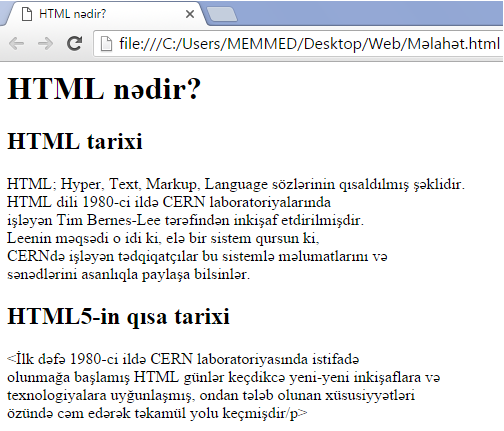 HTML nədir?
file:///C:/Users/MEMMED/Desktop/Web/Məlahət.html
HTML nədir?
HTML tarixi
HTML; Hyper, Text, Markup, Language sözlərinin qısaldılmış şəklidir.
HTML dili 1980-ci ildə CERN laboratoriyalarında
işləyən Tim Bernes-Lee tərəfindən inkişaf etdirilmişdir.
Leenin məqsədi o idi ki, elə bir sistem qursun ki,
CERNdə işləyən tədqiqatçılar bu sistemlə məlumatlarını və
sənədlərini asanlıqla paylaşa bilsinlər.
HTML5-in qısa tarixi
<İlk dəfə 1980-ci ildə CERN laboratoriyasında istifadə
olunmağa başlamış HTML günlər keçdikcə yeni-yeni inkişaflara və
texnologiyalara uyğunlaşmış, ondan tələb olunan xüsusiyyətləri
özündə cəm edərək təkamül yolu keçmişdir/p>